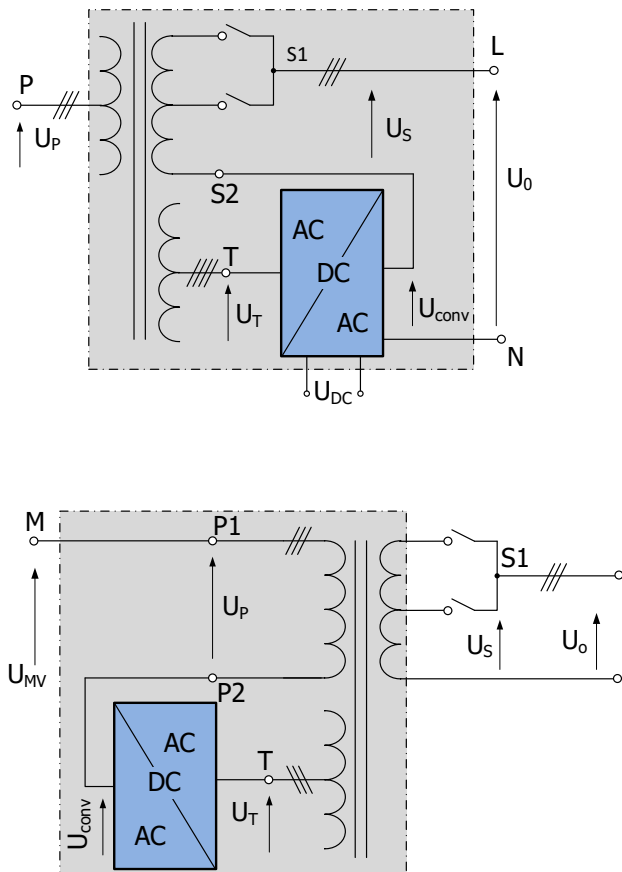 P
U_P
S1
L
U_S
U_0
S2
AC
DC
AC
T
U_T
U_conv
N
U_DC
M
P1
S1
U_P
U_S
U_o
U_MV
P2
AC
DC
AC
T
U_T
U_conv